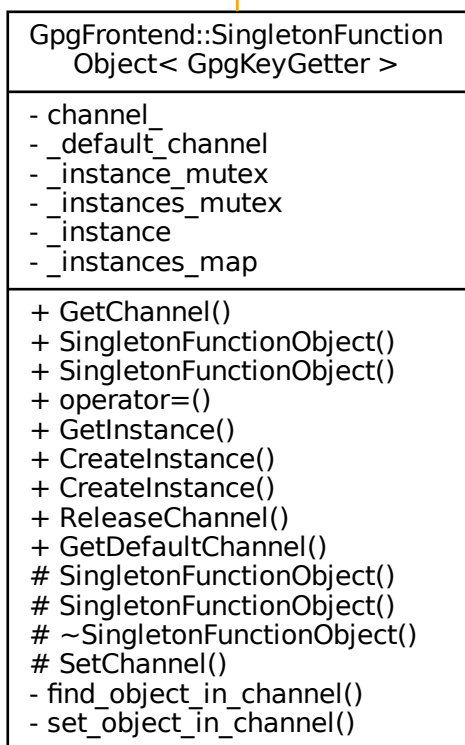 GpgFrontend::SingletonFunction
Object< GpgKeyGetter >
- channel_
- _default_channel
- _instance_mutex
- _instances_mutex
- _instance
- _instances_map
+ GetChannel()
+ SingletonFunctionObject()
+ SingletonFunctionObject()
+ operator=()
+ GetInstance()
+ CreateInstance()
+ CreateInstance()
+ ReleaseChannel()
+ GetDefaultChannel()
# SingletonFunctionObject()
# SingletonFunctionObject()
# ~SingletonFunctionObject()
# SetChannel()
- find_object_in_channel()
- set_object_in_channel()